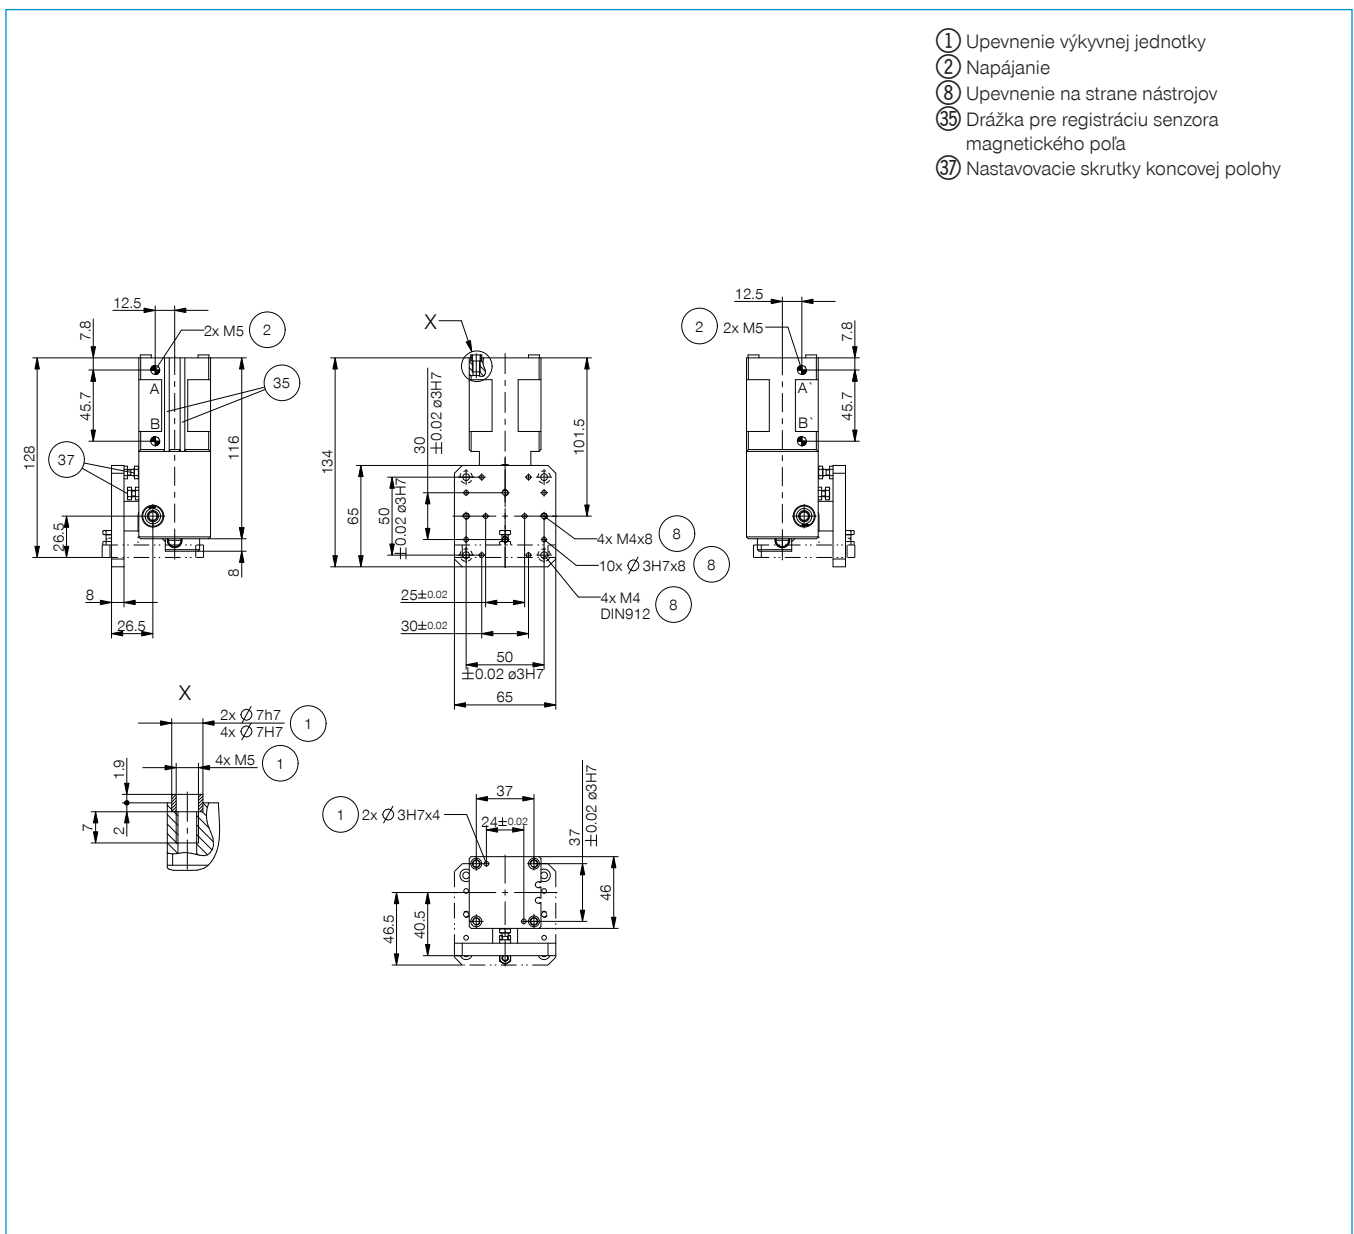 1 Upevnenie výkyvnej jednotky
2 Napájanie
8 Upevnenie na strane nástrojov
35 Drážka pre registráciu senzora
magnetického poľa
37 Nastavovacie skrutky koncovej polohy
12.5
7.8
2x M5 2
35
A
B
45.7
128
116
37
26.5
8
8
26.5
X
30
±0.02 ø3H7
134
101.5
65
50
±0.02 ø3H7
4x M4x8 8
10x Ø 3H7x8 8
4x M4 8
DIN912
25±0.02
30±0.02
50
±0.02 ø3H7
65
12.5
2 2x M5
7.8
A`
B`
45.7
X
2x Ø 7h7 1
4x Ø 7H7
4x M5 1
1.9
7
2
1 2x Ø 3H7x4
37
24±0.02
37
±0.02 ø3H7
46
46.5
40.5